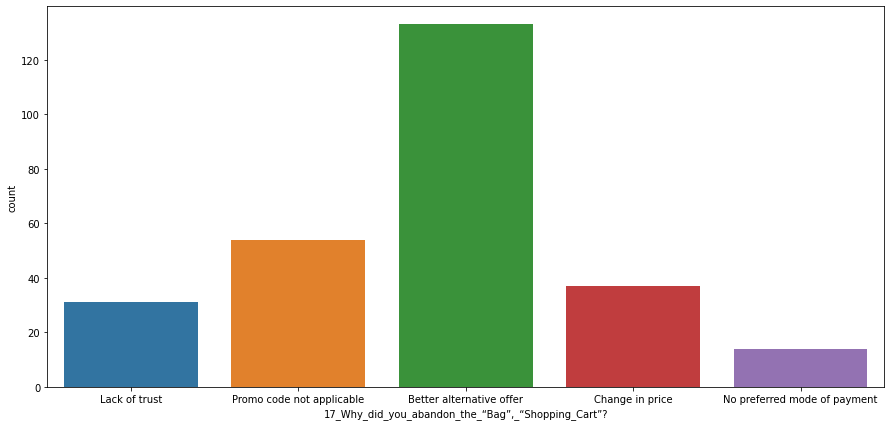 120
100
80
60
40
20
0
count
Lack of trust
Promo code not applicable
Better alternative offer
Change in price
No preferred mode of payment
17_Why_did_you_abandon_the_“Bag”,_“Shopping_Cart”?